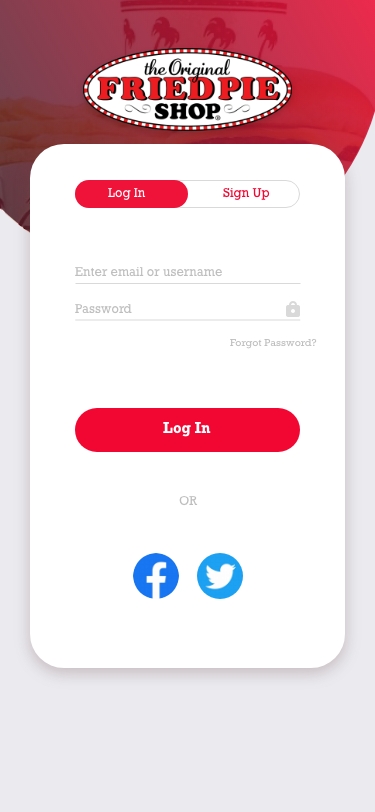 the Original
FRIED PIE
SHOP®
Log In
Sign Up
Enter email or username
Password
Forgot Password?
Log In
OR